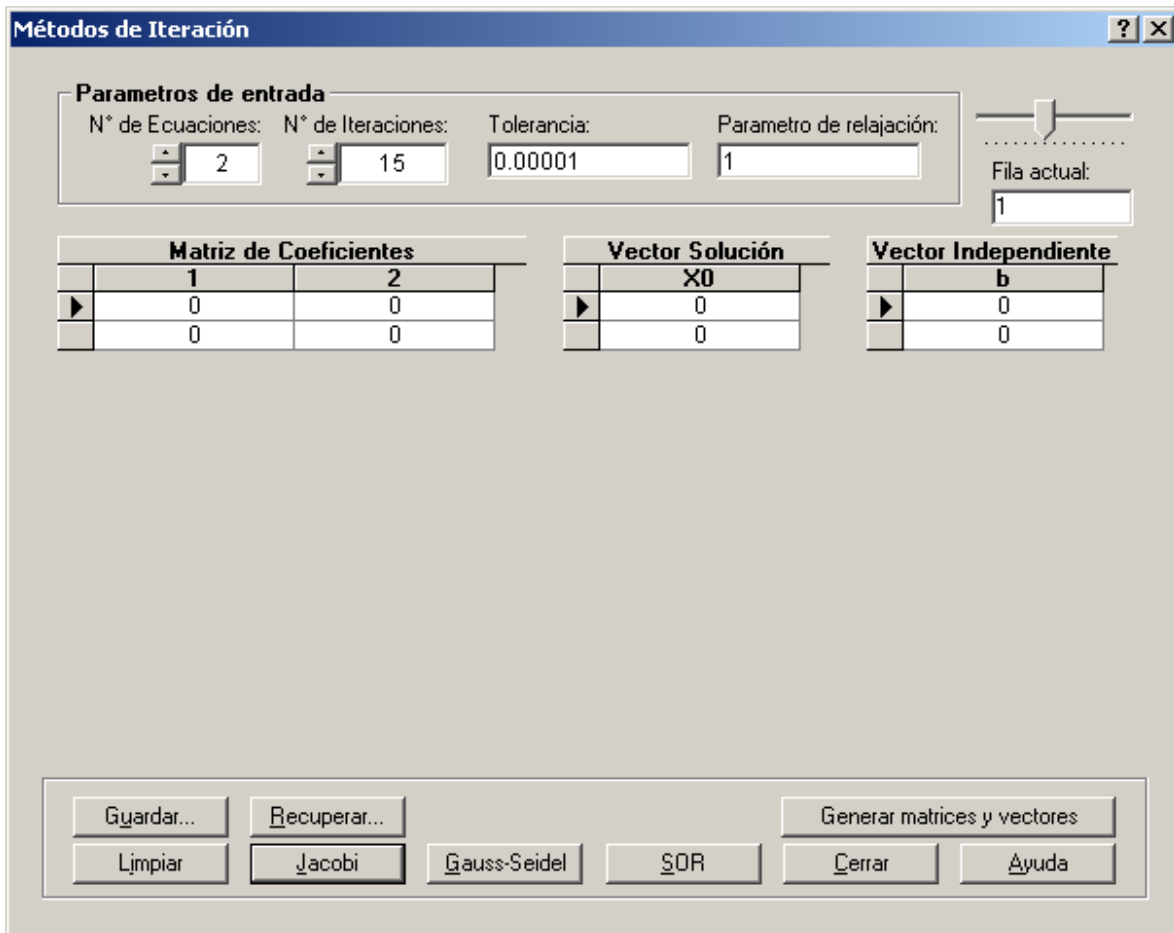 Métodos de Iteración
Parametros de entrada
N° de Ecuaciones: N° de Iteraciones: Tolerancia: Parametro de relajación:
2 15 0.00001 1
Fila actual:
1
Matriz de Coeficientes Vector Solución Vector Independiente
1 2 X0 b
0 0 0 0
0 0 0 0
Guardar... Recuperar... Generar matrices y vectores
Limpiar Jacobi Gauss-Seidel SOR Cerrar Ayuda